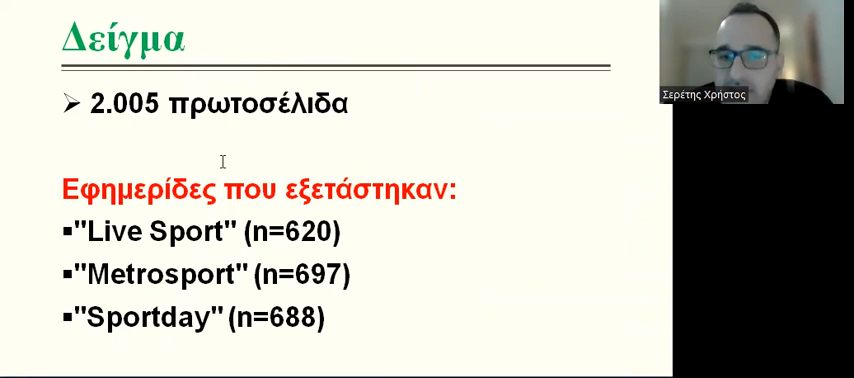 Δείγμα
➢ 2.005 πρωτοσέλιδα
Εφημερίδες που εξετάστηκαν:
▪"Live Sport" (n=620)
▪"Metrosport" (n=697)
▪"Sportday" (n=688)
Σερέτης Χρήστος